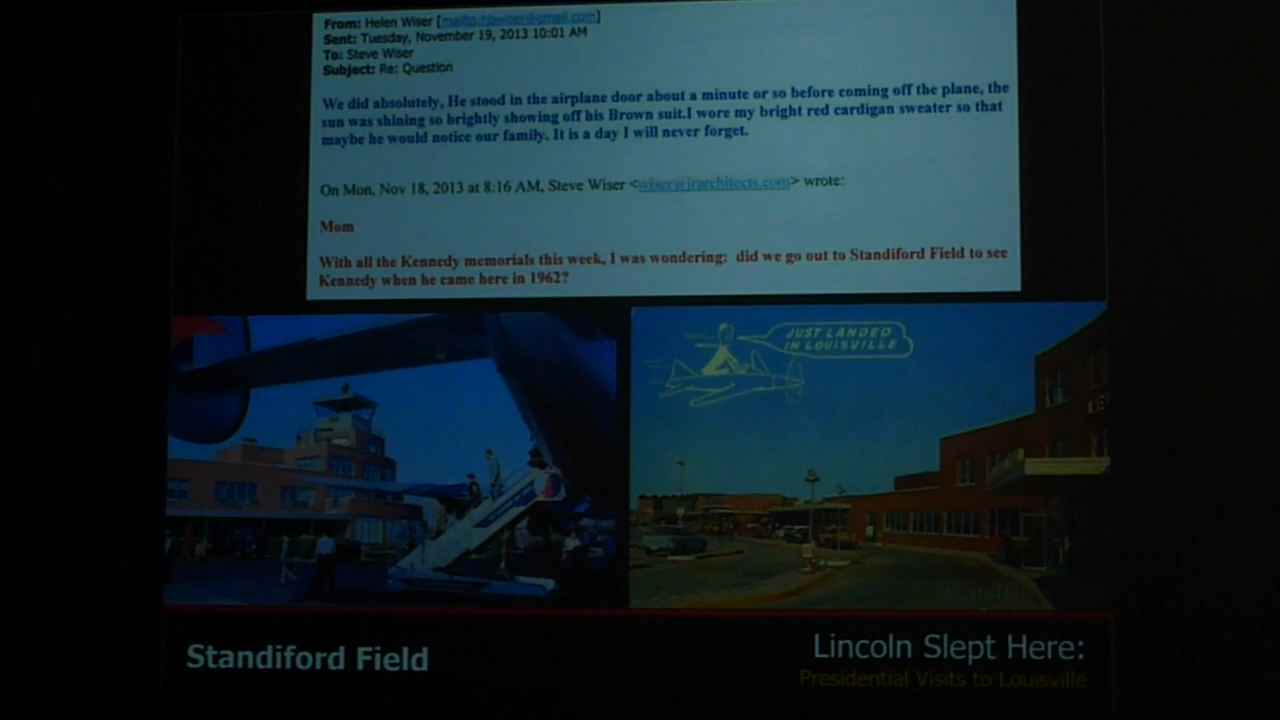 From: Helen Wiser [mailto:hbwiser@gmail.com]
Sent: Tuesday, November 19, 2013 10:01 AM
To: Steve Wiser
Subject: Re: Question
We did absolutely, He stood in the airplane door about a minute or so before coming off the plane, the
sun was shining so brightly showing off his Brown suit.I wore my bright red cardigan sweater so that
maybe he would notice our family. It is a day I will never forget.
On Mon, Nov 18, 2013 at 8:16 AM, Steve Wiser <wiser@jrarchitects.com> wrote:
Mom
With all the Kennedy memorials this week, I was wondering: did we go out to Standiford Field to see
Kennedy when he came here in 1962?
JUST LANDED
IN LOUISVILLE
LE
Standiford Field
Lincoln Slept Here:
Presidential Visits to Louisville